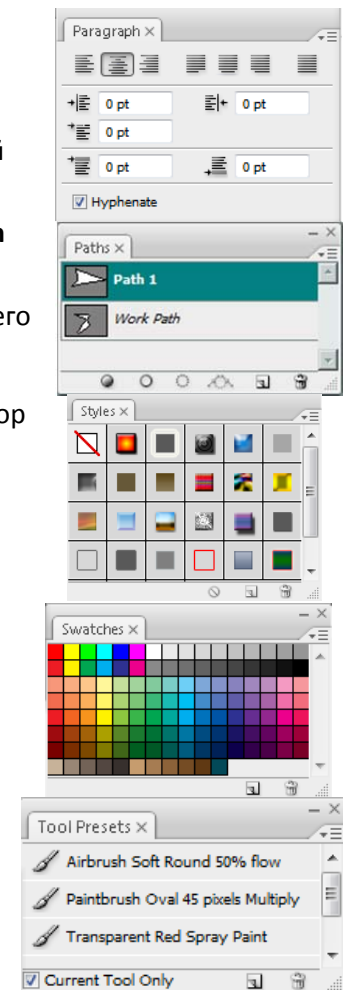 Paragraph ×
0 pt 0 pt
0 pt
0 pt 0 pt
Hyphenate
й
h
его
ор
Paths ×
Path 1
Work Path
Styles ×
Swatches ×
Tool Presets ×
Airbrush Soft Round 50% flow
Paintbrush Oval 45 pixels Multiply
Transparent Red Spray Paint
Current Tool Only